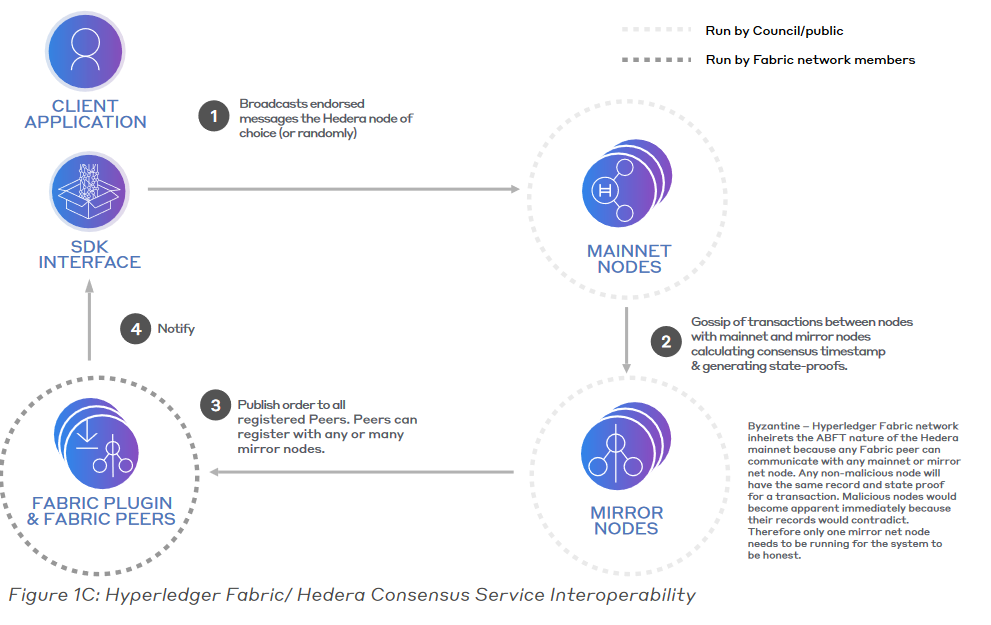 Run by Council/public
Run by Fabric network members
CLIENT
APPLICATION
1
Broadcasts endorsed
messages the Hedera node of
choice (or randomly)
SDK
INTERFACE
H
MAINNET
NODES
2
Gossip of transactions between nodes
with mainnet and mirror nodes
calculating consensus timestamp
& generating state-proofs.
4
Notify
3
Publish order to all
registered Peers. Peers can
register with any or many
mirror nodes.
FABRIC PLUGIN
& FABRIC PEERS
MIRROR
NODES
Byzantine – Hyperledger Fabric network
inheirets the ABFT nature of the Hedera
mainnet because any Fabric peer can
communicate with any mainnet or mirror
net node. Any non-malicious node will
have the same record and state proof
for a transaction. Malicious nodes would
become apparent immediately because
their records would contradict.
Therefore only one mirror net node
needs to be running for the system to
be honest.
Figure 1C: Hyperledger Fabric/ Hedera Consensus Service Interoperability